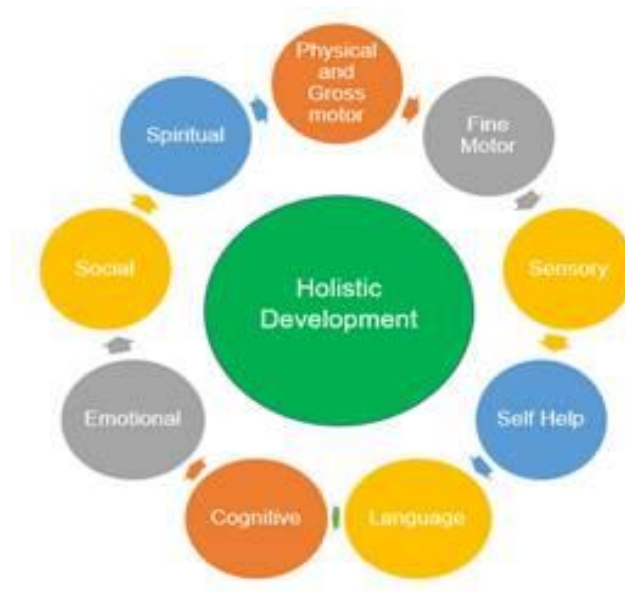 Physical
and
Gross
motor
Fine
Motor
Sensory
Self Help
Language
Cognitive
Emotional
Social
Spiritual
Holistic
Development